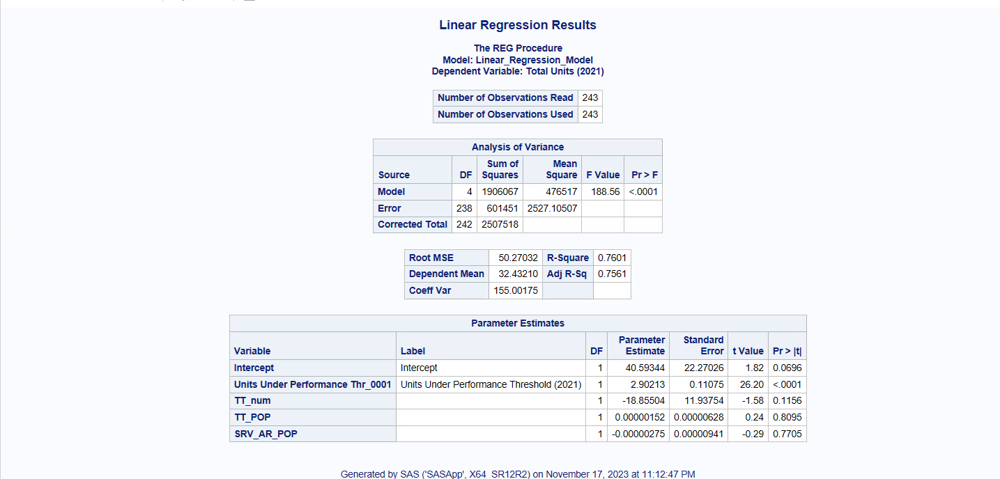 Linear Regression Results
The REG Procedure
Model: Linear_Regression_Model
Dependent Variable: Total Units (2021)
Number of Observations Read 243
Number of Observations Used 243
Analysis of Variance
Source DF Sum of Squares Mean Square F Value Pr > F
Model 4 1906067 476517 188.56 <.0001
Error 238 601451 2527.10507
Corrected Total 242 2507518
Root MSE 50.27032 R-Square 0.7601
Dependent Mean 32.43210 Adj R-Sq 0.7561
Coeff Var 155.00175
Parameter Estimates
Variable Label DF Parameter Estimate Standard Error t Value Pr > |t|
Intercept Intercept 1 40.59344 22.27026 1.82 0.0696
Units Under Performance Thr_0001 Units Under Performance Threshold (2021) 1 2.90213 0.11075 26.20 <.0001
TT_num 1 -18.85504 11.93754 -1.58 0.1156
TT_POP 1 0.00000152 0.00000628 0.24 0.8095
SRV_AR_POP 1 -0.00000275 0.00000941 -0.29 0.7705
Generated by SAS ('SASApp', X64_SR12R2) on November 17, 2023 at 11:12:47 PM